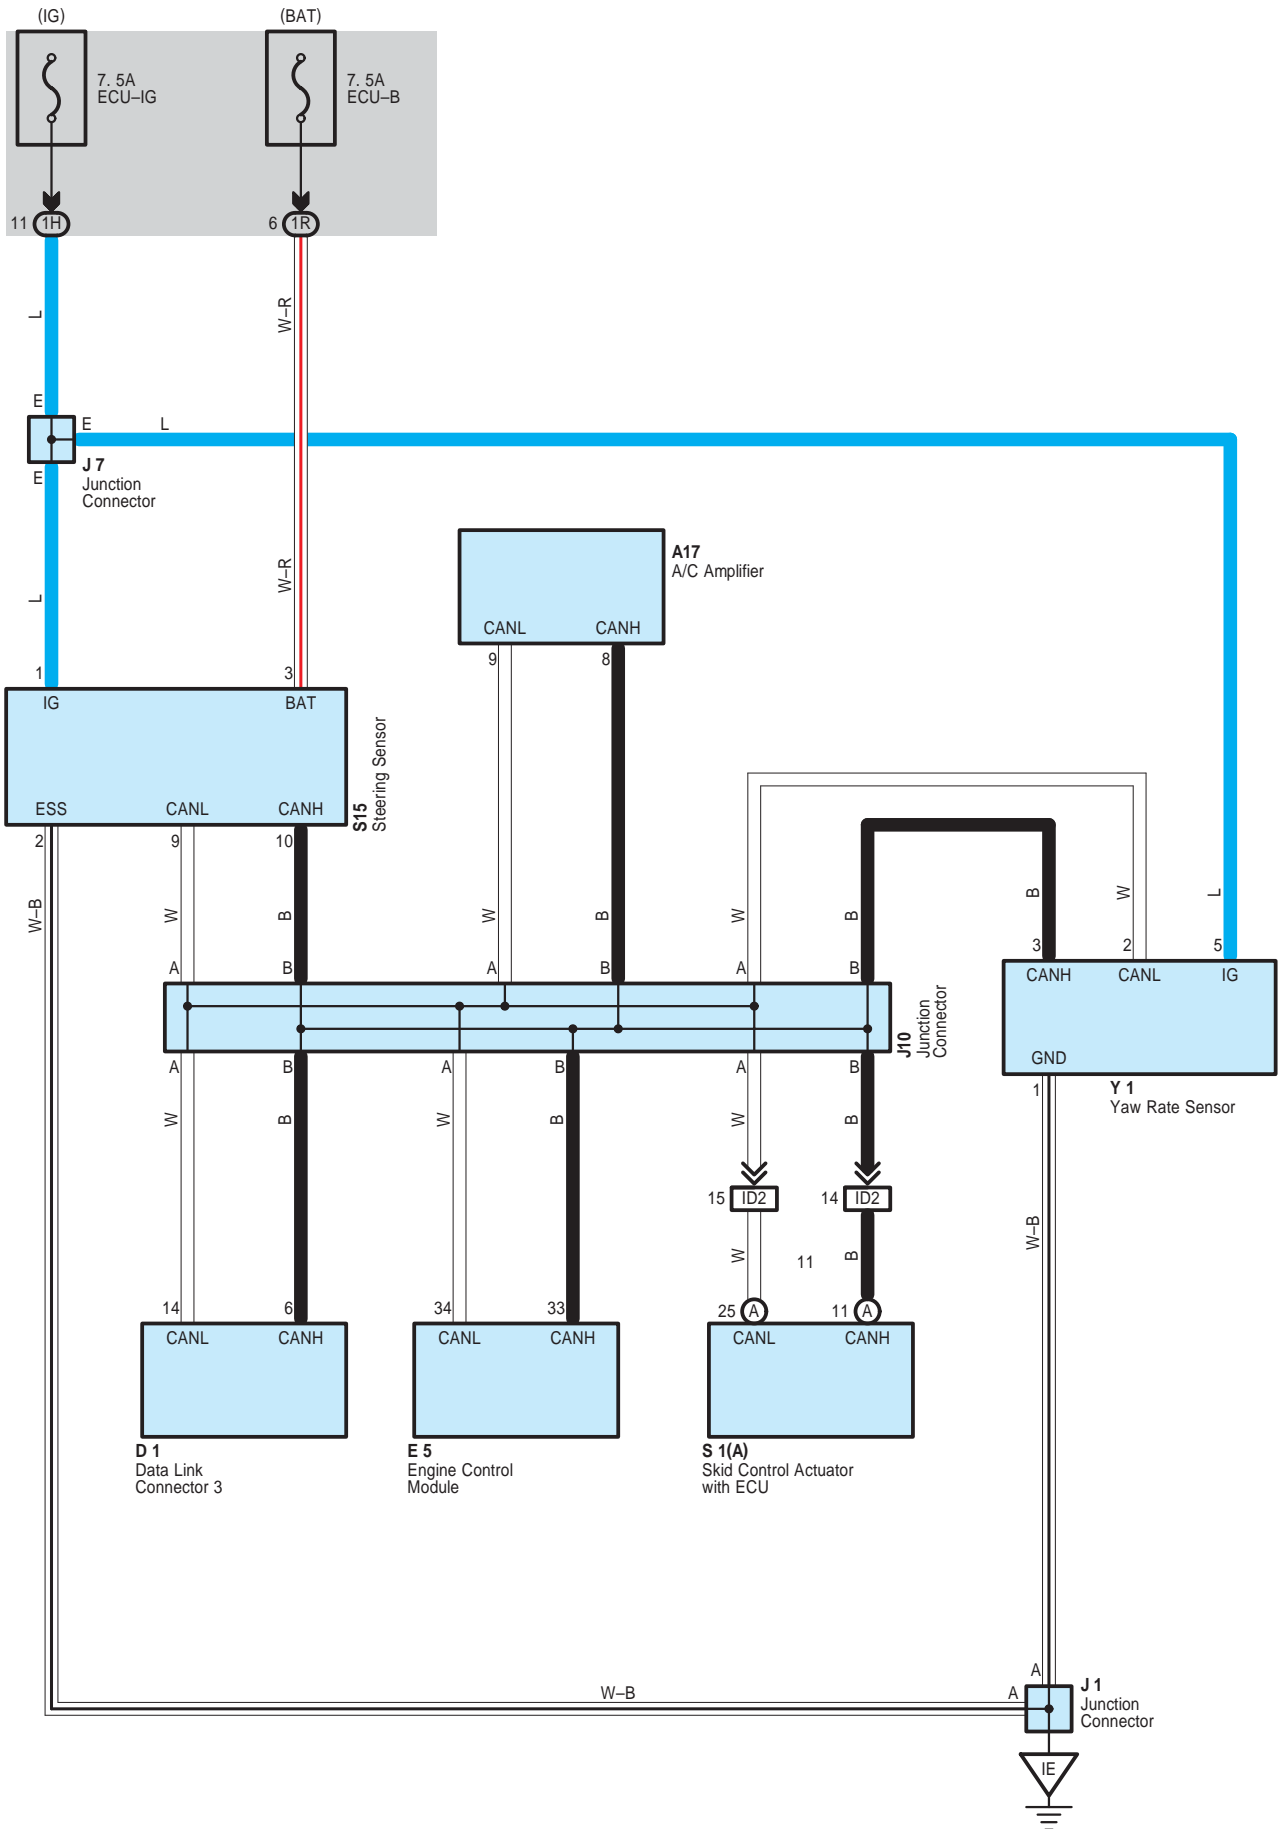 (IG)
(BAT)
7. 5A
ECU–IG
7. 5A
ECU–B
11
1H
6
1R
L
W–R
E
E
L
J 7
Junction
Connector
E
L
W–R
A17
A/C Amplifier
CANL
CANH
9
8
1
3
IG
BAT
S15
Steering Sensor
ESS
CANL
CANH
2
9
10
W–B
W
B
W
B
W
B
B
W
L
3
2
5
A
B
A
B
A
B
CANH
CANL
IG
J10
Junction
Connector
GND
A
B
A
B
A
B
1
Y 1
Yaw Rate Sensor
W
B
W
B
W
B
15
ID2
14
ID2
W–B
W
11
B
14
6
34
33
25
A
11
A
CANL
CANH
CANL
CANH
CANL
CANH
D 1
Data Link
Connector 3
E 5
Engine Control
Module
S 1(A)
Skid Control Actuator
with ECU
A
W–B
A
J 1
Junction
Connector
IE